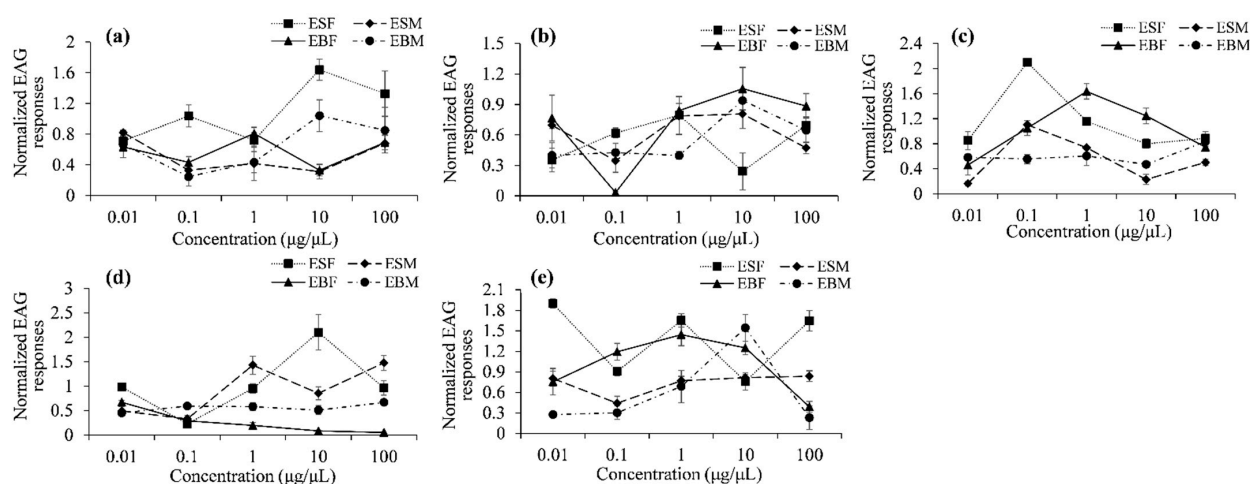 (a)
ESF ESM
EBF EBM
Normalized EAG
responses
2
1.6
1.2
0.8
0.4
0
0.01 0.1 1 10 100
Concentration (µg/µL)
(b)
ESF ESM
EBF EBM
Normalized EAG
responses
1.5
1.2
0.9
0.6
0.3
0
0.01 0.1 1 10 100
Concentration (µg/µL)
(c)
ESF ESM
EBF EBM
Normalized EAG
responses
2.4
2
1.6
1.2
0.8
0.4
0
0.01 0.1 1 10 100
Concentration (µg/µL)
(d)
ESF ESM
EBF EBM
Normalized EAG
responses
3
2.5
2
1.5
1
0.5
0
0.01 0.1 1 10 100
Concentration (µg/µL)
(e)
ESF ESM
EBF EBM
Normalized EAG
responses
2.1
1.8
1.5
1.2
0.9
0.6
0.3
0
0.01 0.1 1 10 100
Concentration (µg/µL)